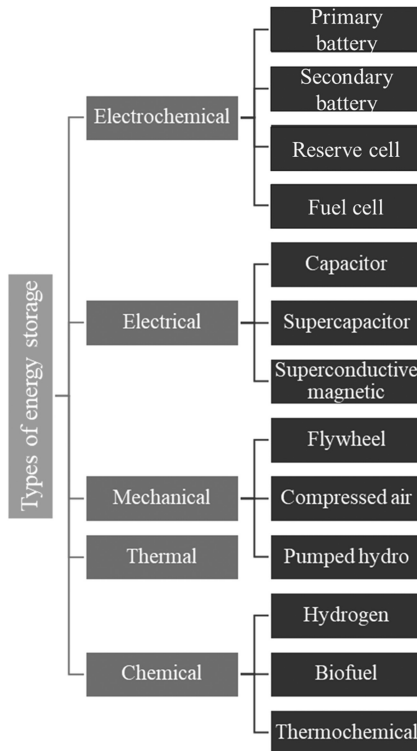 Types of energy storage
Electrochemical
Primary
battery
Secondary
battery
Reserve cell
Fuel cell
Electrical
Capacitor
Supercapacitor
Superconductive
magnetic
Mechanical
Flywheel
Compressed air
Pumped hydro
Thermal
Chemical
Hydrogen
Biofuel
Thermochemical